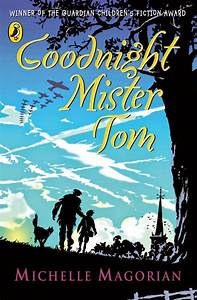 WINNER OF THE GUARDIAN CHILDREN'S FICTION AWARD
Goodnight
Mister
Tom
MICHELLE MAGORIAN